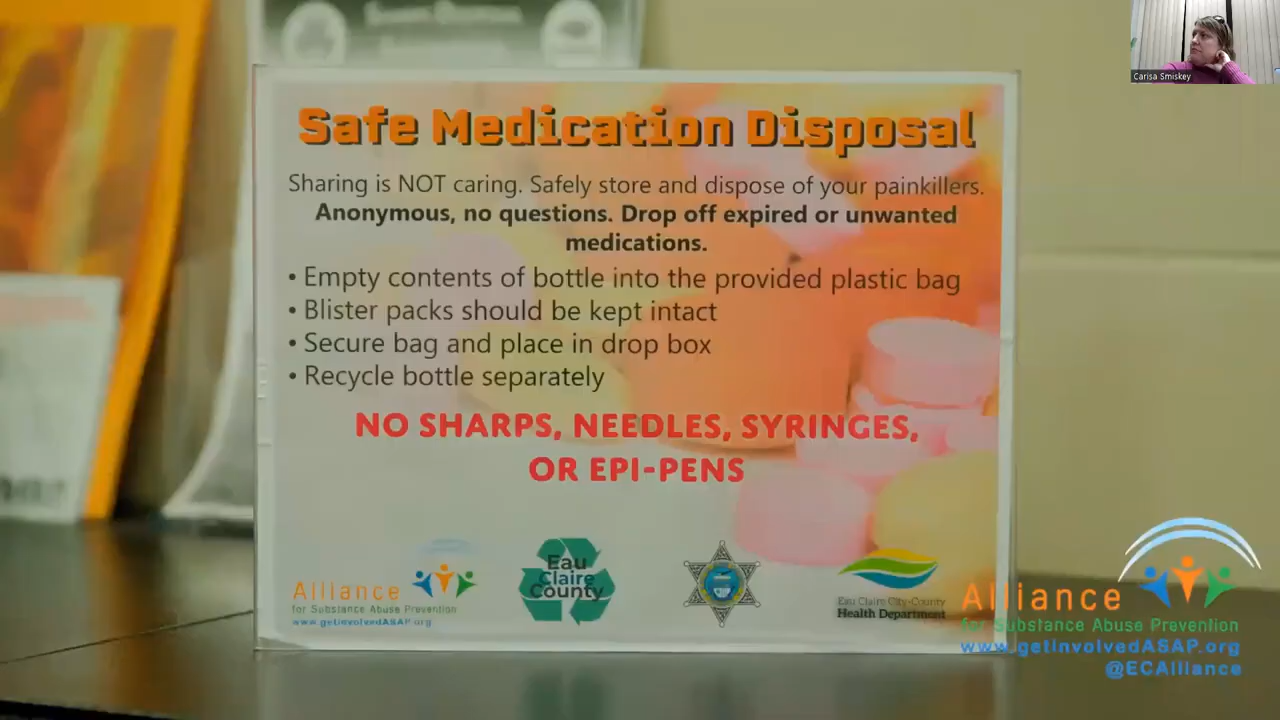 Carisa Smiskey
Safe Medication Disposal
Sharing is NOT caring. Safely store and dispose of your painkillers.
Anonymous, no questions. Drop off expired or unwanted
medications.
• Empty contents of bottle into the provided plastic bag
• Blister packs should be kept intact
• Secure bag and place in drop box
• Recycle bottle separately
NO SHARPS, NEEDLES, SYRINGES,
OR EPI-PENS
Alliance
for Substance Abuse Prevention
www.getinvolvedASAP.org
Eau
Claire
County
Eau Claire City-County
Health Department
Alliance
for Substance Abuse Prevention
www.getinvolvedASAP.org
@ECAlliance